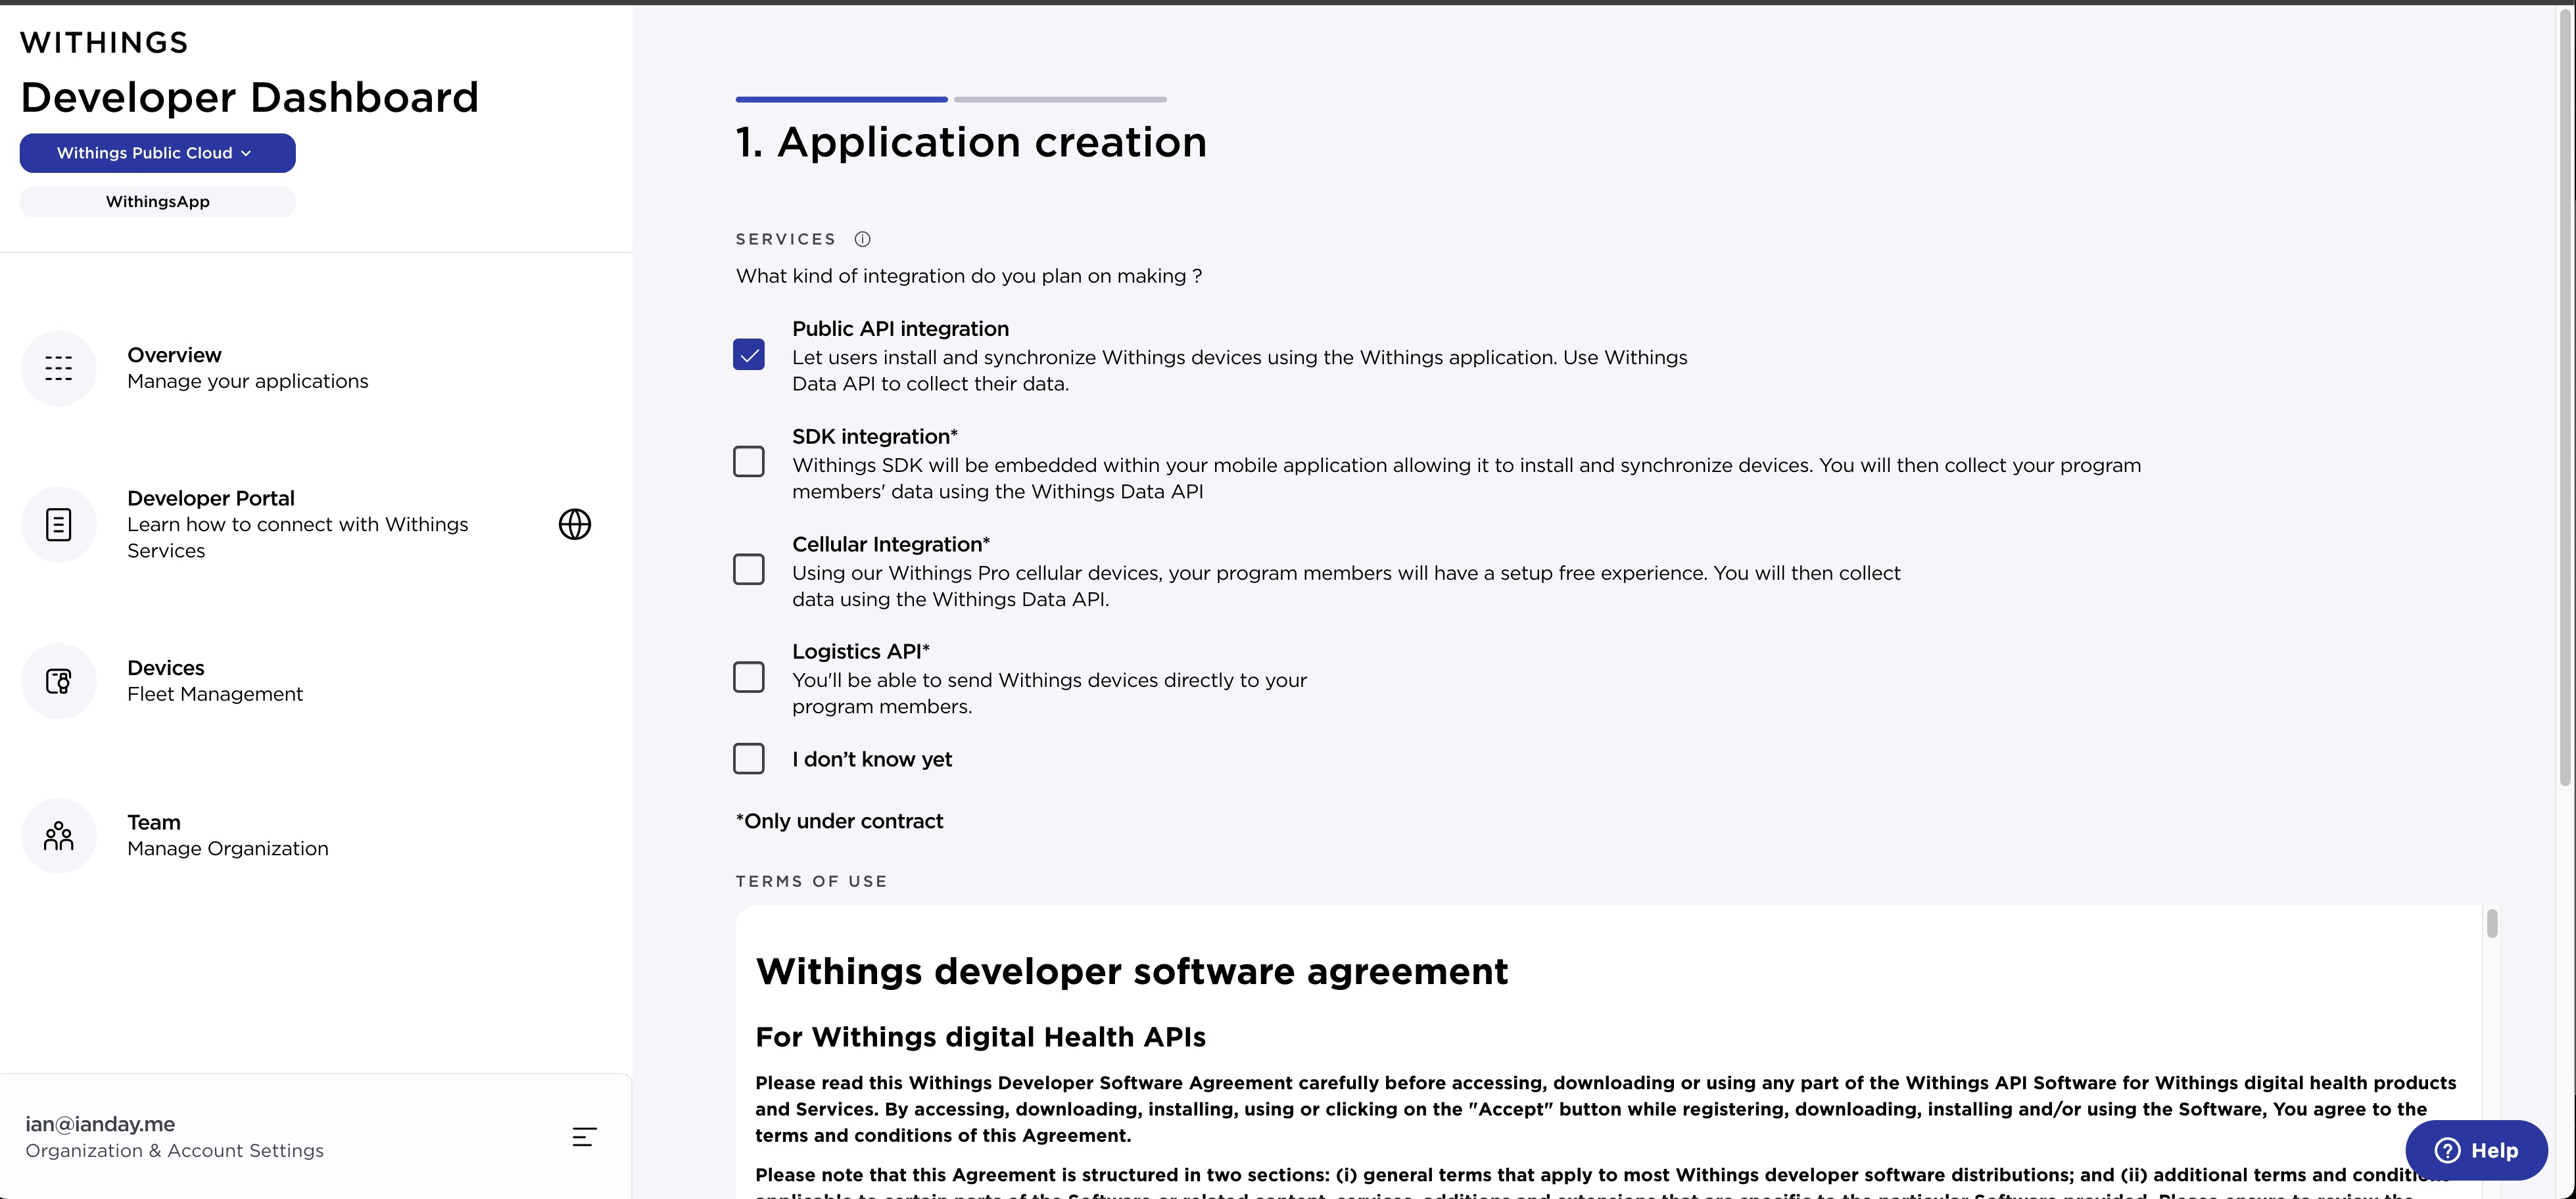 WITHINGS
Developer Dashboard
Withings Public Cloud
WithingsApp
Overview
Manage your applications
Developer Portal
Learn how to connect with Withings
Services
Devices
Fleet Management
Team
Manage Organization
ian@ianday.me
Organization & Account Settings
1. Application creation
SERVICES
What kind of integration do you plan on making ?
Public API integration
Let users install and synchronize Withings devices using the Withings application. Use Withings
Data API to collect their data.
SDK integration*
Withings SDK will be embedded within your mobile application allowing it to install and synchronize devices. You will then collect your program
members' data using the Withings Data API
Cellular Integration*
Using our Withings Pro cellular devices, your program members will have a setup free experience. You will then collect
data using the Withings Data API.
Logistics API*
You'll be able to send Withings devices directly to your
program members.
I don’t know yet
*Only under contract
TERMS OF USE
Withings developer software agreement
For Withings digital Health APIs
Please read this Withings Developer Software Agreement carefully before accessing, downloading or using any part of the Withings API Software for Withings digital health products
and Services. By accessing, downloading, installing, using or clicking on the "Accept" button while registering, downloading, installing and/or using the Software, You agree to the
terms and conditions of this Agreement.
Please note that this Agreement is structured in two sections: (i) general terms that apply to most Withings developer software distributions; and (ii) additional terms and
Help